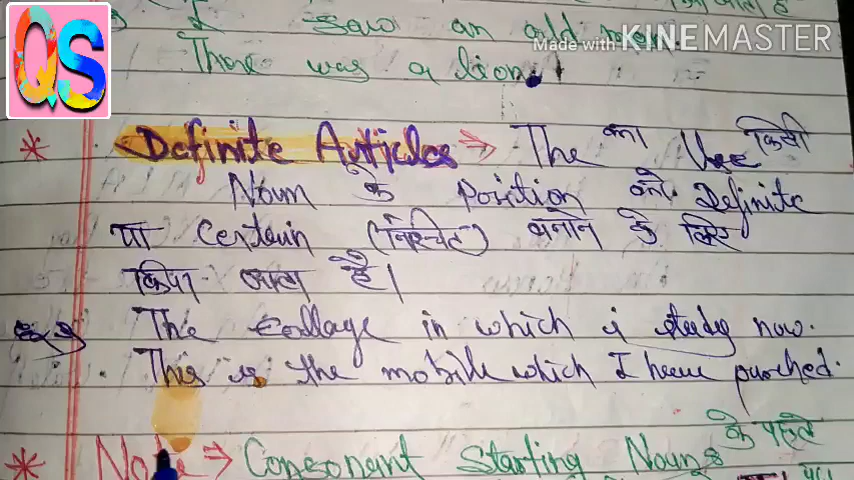 QS
I saw an old man.
Made with KINEMASTER
There was a lion.
* Definite Articles ⇒ The का Use किसी
Noun के Position को Definite
या Certain (निश्चित) बनाने के लिए
किया जाता है।
The Collage in which i study now.
This is the mobile which I have purched.
* Note ⇒ Consonant Starting Nouns के पहले